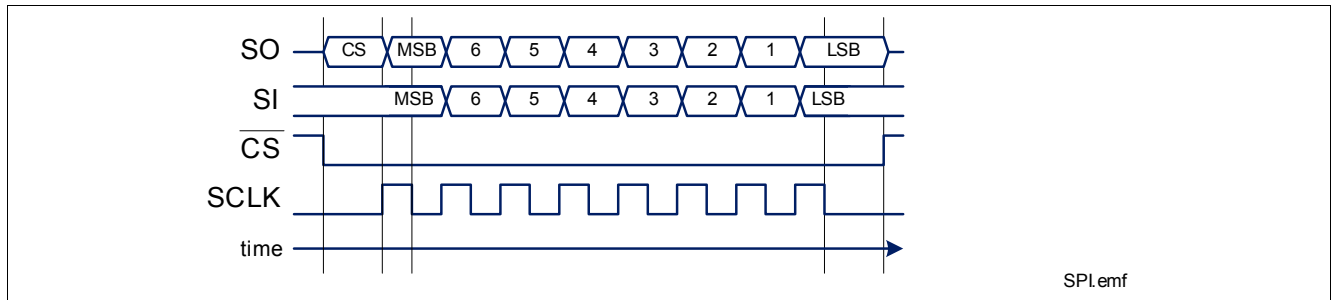 SO CS MSB 6 5 4 3 2 1 LSB
SI MSB 6 5 4 3 2 1 LSB
CS
SCLK
time
SPI.emf